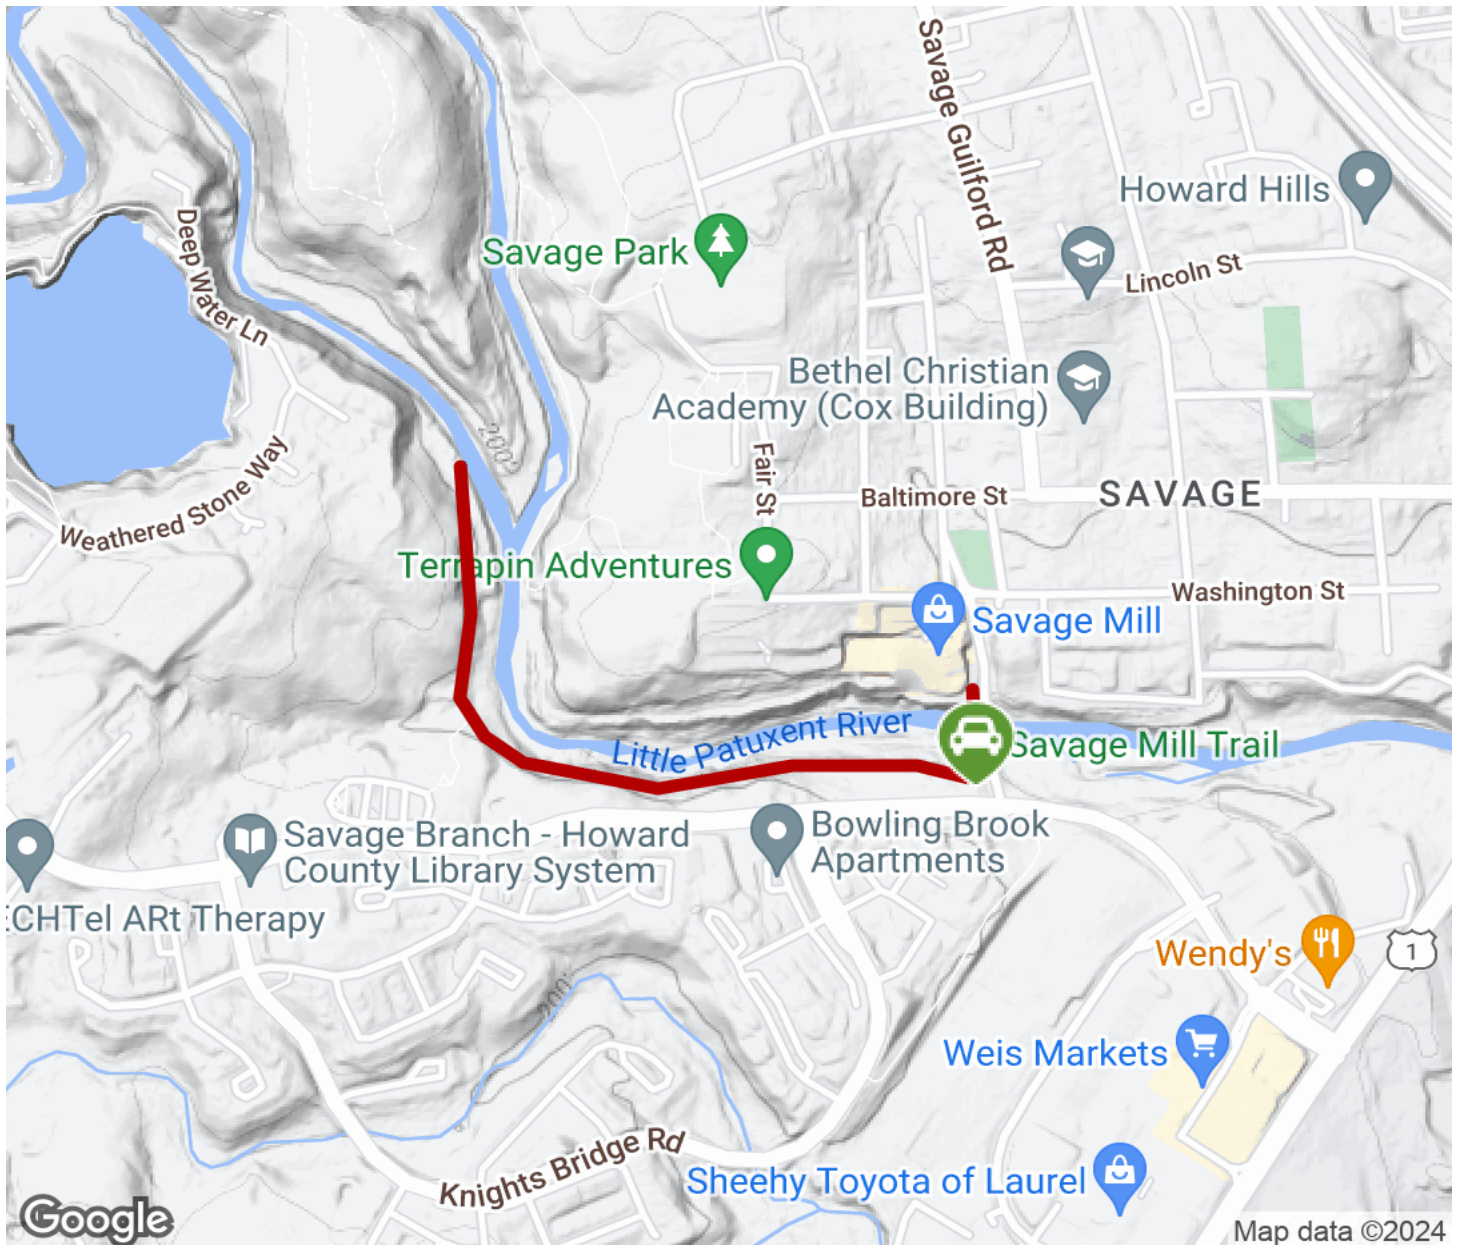 Savage Guilford Rd
Howard Hills
Deep Water Ln
Savage Park
Lincoln St
Bethel Christian
Academy (Cox Building)
200'
Fair St
Weathered Stone Way
Baltimore St
SAVAGE
Terrapin Adventures
Washington St
Savage Mill
Little Patuxent River
Savage Mill Trail
Savage Branch - Howard
County Library System
Bowling Brook
Apartments
ECHTel ARt Therapy
Wendy's
1
200'
Weis Markets
Knights Bridge Rd
Sheehy Toyota of Laurel
Google
Map data ©2024